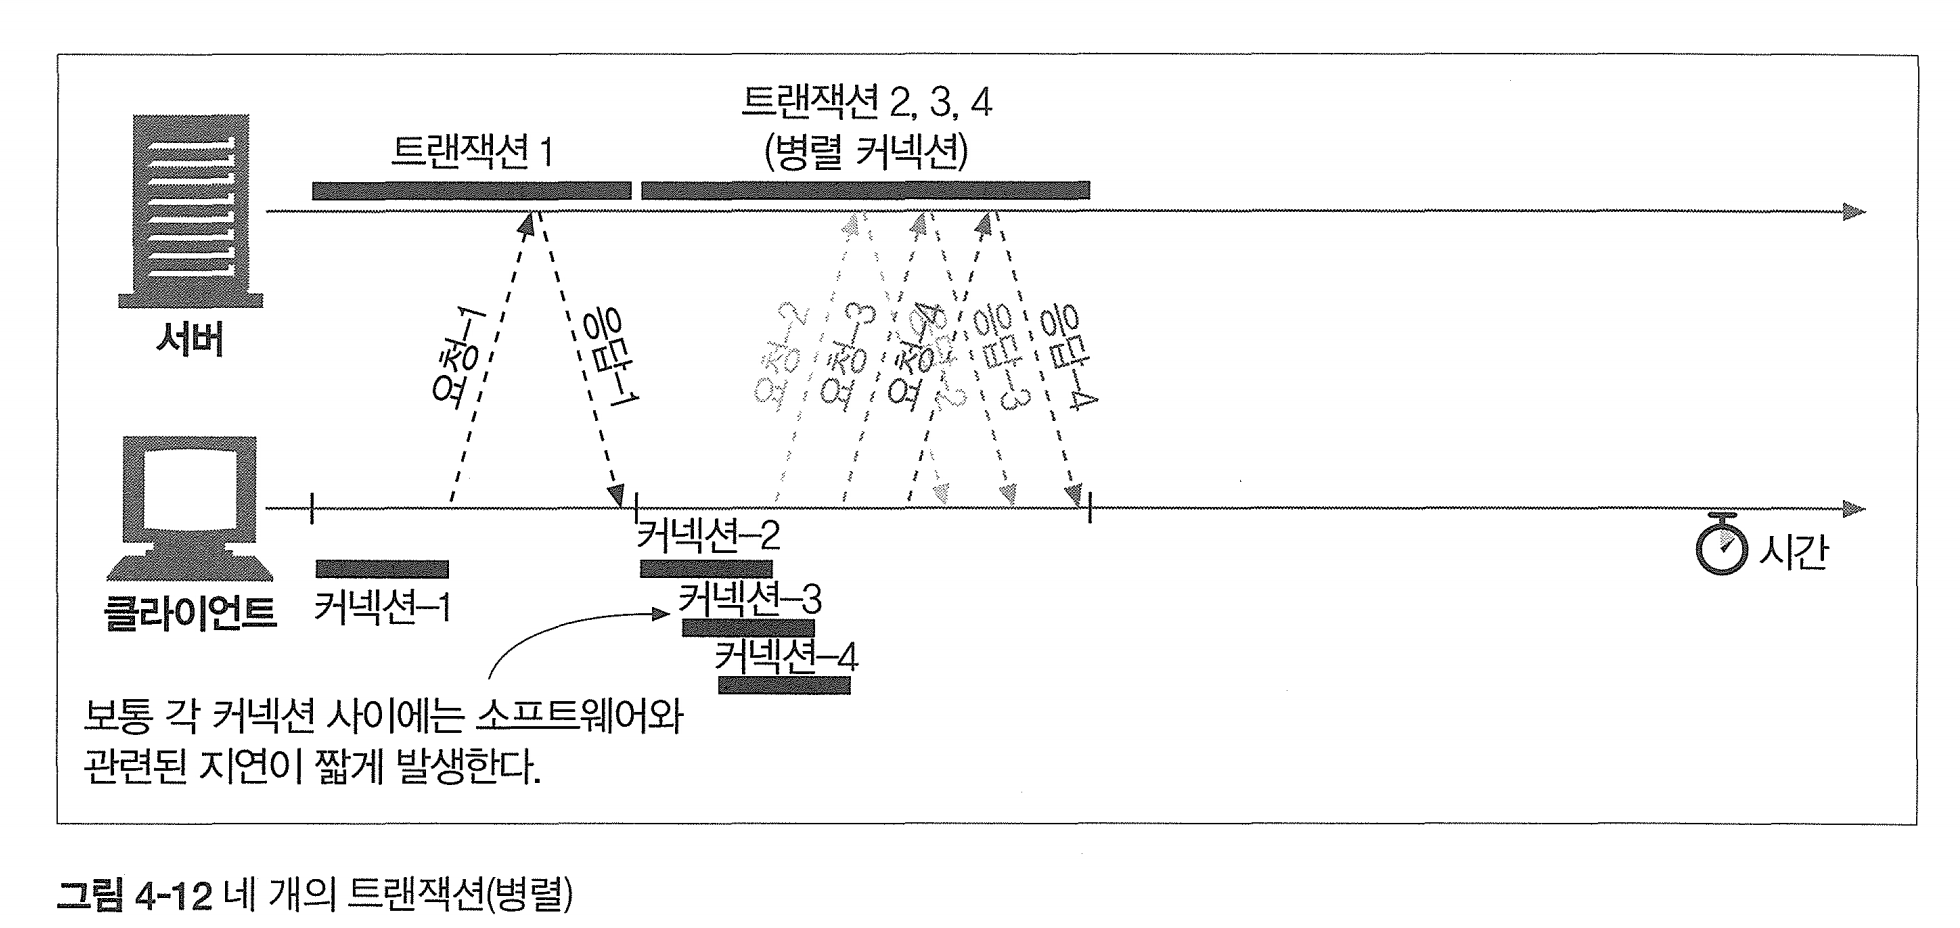 트랜잭션 1
트랜잭션 2, 3, 4
(병렬 커넥션)
서버
요청-1
응답-1
요청-2
요청-3
요청-4
응답-2
응답-3
응답-4
클라이언트
커넥션-1
커넥션-2
커넥션-3
커넥션-4
시간
보통 각 커넥션 사이에는 소프트웨어와
관련된 지연이 짧게 발생한다.
그림 4-12 네 개의 트랜잭션(병렬)